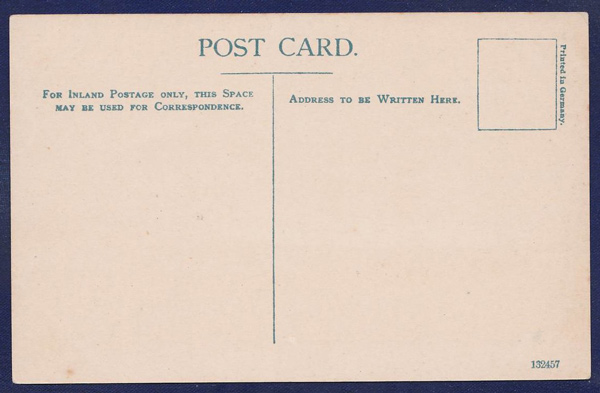 POST CARD.
FOR INLAND POSTAGE ONLY, THIS SPACE
MAY BE USED FOR CORRESPONDENCE.
ADDRESS TO BE WRITTEN HERE.
Printed in Germany.
132457